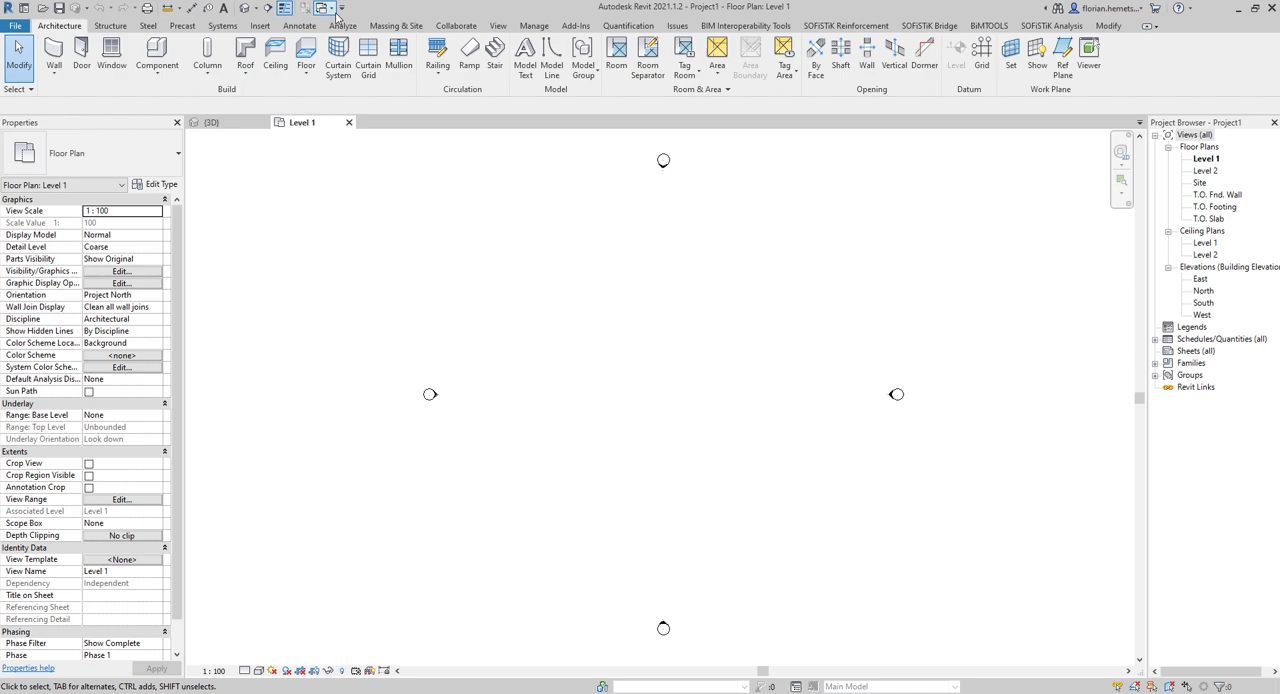 Autodesk Revit 2021.1.2 - Project1 - Floor Plan: Level 1
florian.hemets...
File Architecture Structure Steel Precast Systems Insert Annotate Analyze Massing & Site Collaborate View Manage Add-Ins Quantification Issues BIM Interoperability Tools SOFiSTiK Reinforcement SOFiSTiK Bridge BiMTOOLS SOFiSTiK Analysis Modify
Modify Wall Door Window Component Column Roof Ceiling Floor Curtain System Curtain Grid Mullion Railing Ramp Stair Model Text Model Line Model Group Room Room Separator Tag Room Area Area Boundary Tag Area By Face Shaft Wall Vertical Dormer Level Grid Set Show Ref Plane Viewer
Select Build Circulation Model Room & Area Opening Datum Work Plane
Properties
{3D} Level 1
Floor Plan
Floor Plan: Level 1 Edit Type
Graphics
View Scale 1 : 100
Scale Value 1: 100
Display Model Normal
Detail Level Coarse
Parts Visibility Show Original
Visibility/Graphics ... Edit...
Graphic Display Op... Edit...
Orientation Project North
Wall Join Display Clean all wall joins
Discipline Architectural
Show Hidden Lines By Discipline
Color Scheme Loca... Background
Color Scheme <none>
System Color Sche... Edit...
Default Analysis Dis... None
Sun Path
Underlay
Range: Base Level None
Range: Top Level Unbounded
Underlay Orientation Look down
Extents
Crop View
Crop Region Visible
Annotation Crop
View Range Edit...
Associated Level Level 1
Scope Box None
Depth Clipping No clip
Identity Data
View Template <None>
View Name Level 1
Dependency Independent
Title on Sheet
Referencing Sheet
Referencing Detail
Phasing
Phase Filter Show Complete
Phase Phase 1
Properties help Apply
2D
Project Browser - Project1
Views (all)
Floor Plans
Level 1
Level 2
Site
T.O. Fnd. Wall
T.O. Footing
T.O. Slab
Ceiling Plans
Level 1
Level 2
Elevations (Building Elevatio
East
North
South
West
Legends
Schedules/Quantities (all)
Sheets (all)
Families
Groups
Revit Links
1 : 100
Click to select, TAB for alternates, CTRL adds, SHIFT unselects. :0 Main Model :0